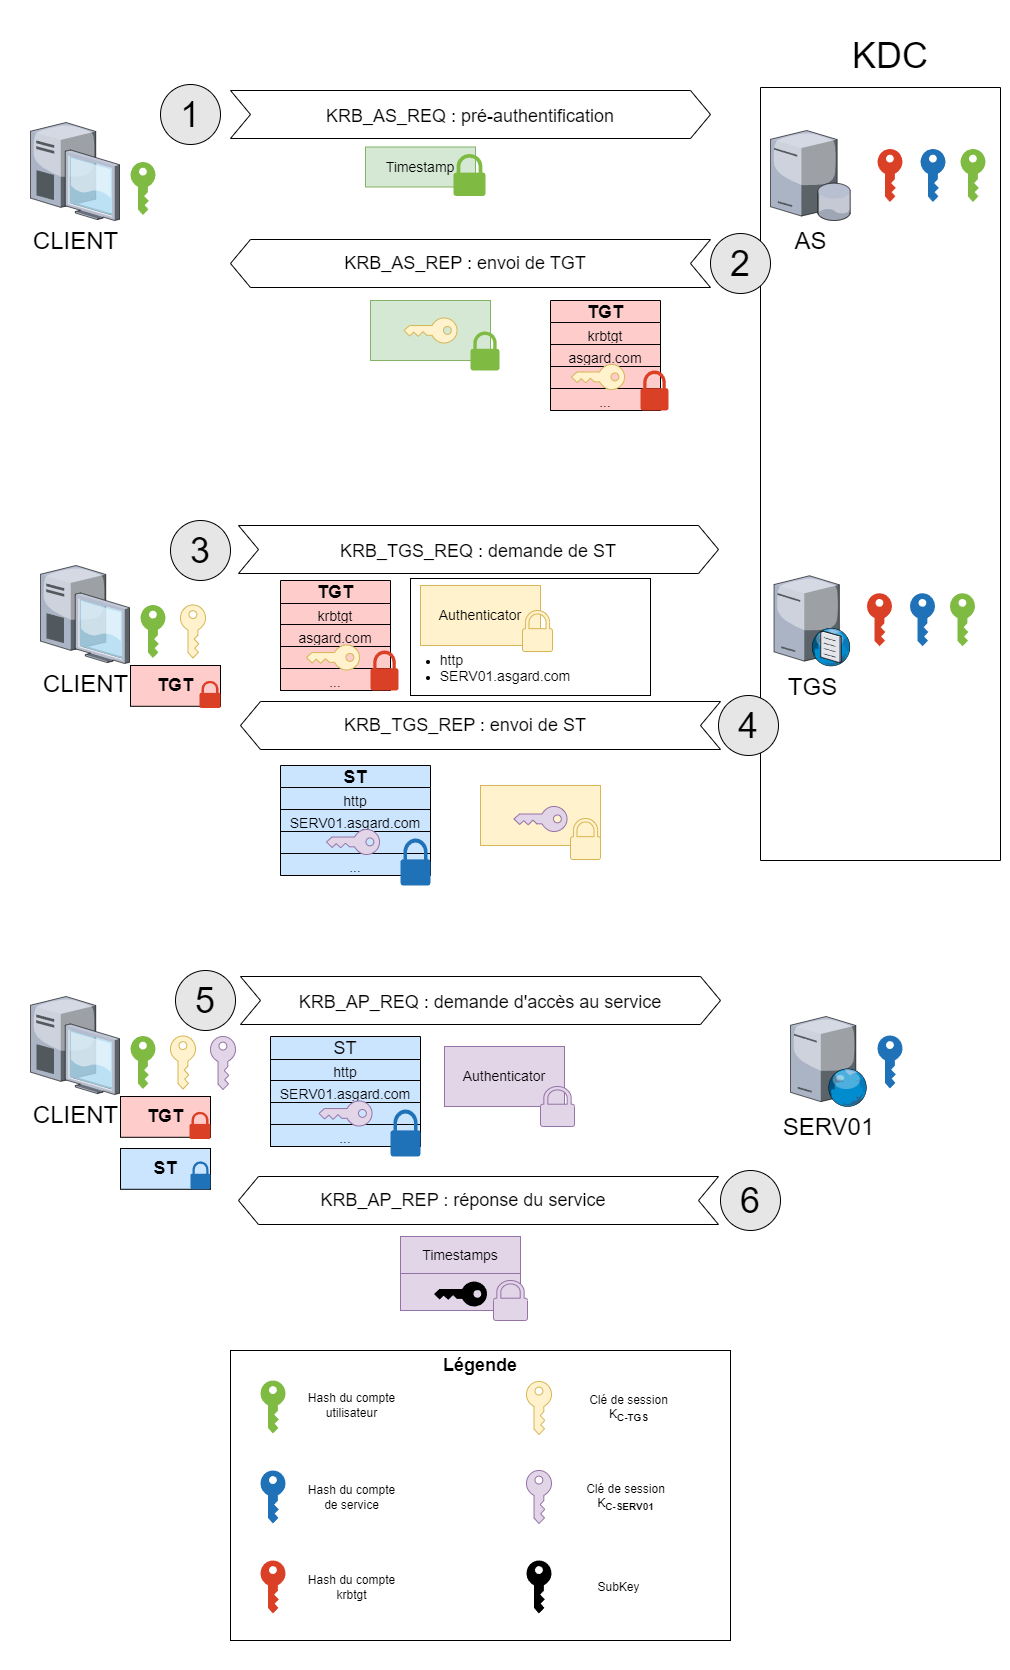 KDC
1
KRB_AS_REQ : pré-authentification
Timestamp
CLIENT
AS
KRB_AS_REP : envoi de TGT
2
TGT
krbtgt
asgard.com
...
3
KRB_TGS_REQ : demande de ST
TGT
krbtgt
asgard.com
...
Authenticator
• http
• SERV01.asgard.com
CLIENT
TGT
TGS
KRB_TGS_REP : envoi de ST
4
ST
http
SERV01.asgard.com
...
5
KRB_AP_REQ : demande d'accès au service
ST
http
SERV01.asgard.com
...
Authenticator
CLIENT
TGT
ST
SERV01
KRB_AP_REP : réponse du service
6
Timestamps
Légende
Hash du compte
utilisateur
Clé de session
KC-TGS
Hash du compte
de service
Clé de session
KC-SERV01
Hash du compte
krbtgt
SubKey